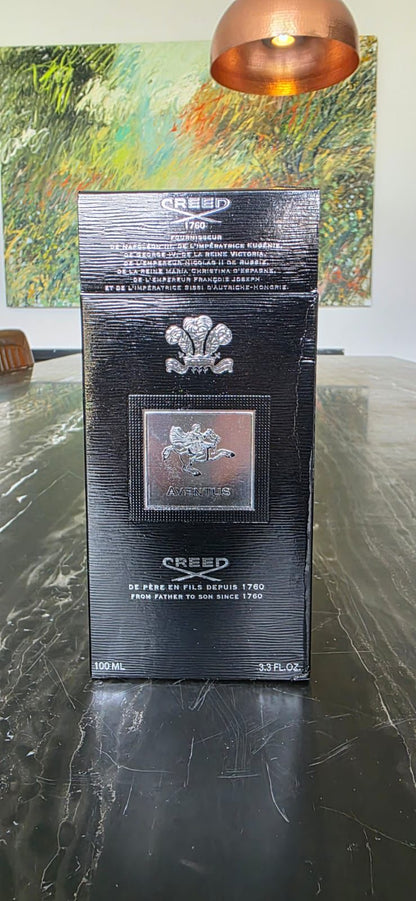 CREED
1760
FOURNISSEUR
DE NAPOLÉON III, DE L'IMPÉRATRICE EUGÉNIE,
DE GEORGE IV, DE LA REINE VICTORIA,
DE L'EMPEREUR NICOLAS II DE RUSSIE,
DE LA REINE MARIA CHRISTINA D'ESPAGNE,
DE L'EMPEREUR FRANÇOIS JOSEPH
ET DE L'IMPÉRATRICE SISSI D'AUTRICHE-HONGRIE.
AVENTUS
CREED
DE PÈRE EN FILS DEPUIS 1760
FROM FATHER TO SON SINCE 1760
100 ML 3.3 FL.OZ.